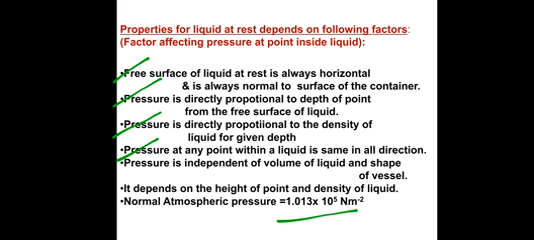 Properties for liquid at rest depends on following factors:
(Factor affecting pressure at point inside liquid):
•Free surface of liquid at rest is always horizontal
& is always normal to surface of the container.
•Pressure is directly propotional to depth of point
from the free surface of liquid.
•Pressure is directly propotiional to the density of
liquid for given depth
•Pressure at any point within a liquid is same in all direction.
•Pressure is independent of volume of liquid and shape
of vessel.
•It depends on the height of point and density of liquid.
•Normal Atmospheric pressure =1.013x 10⁵ Nm⁻²